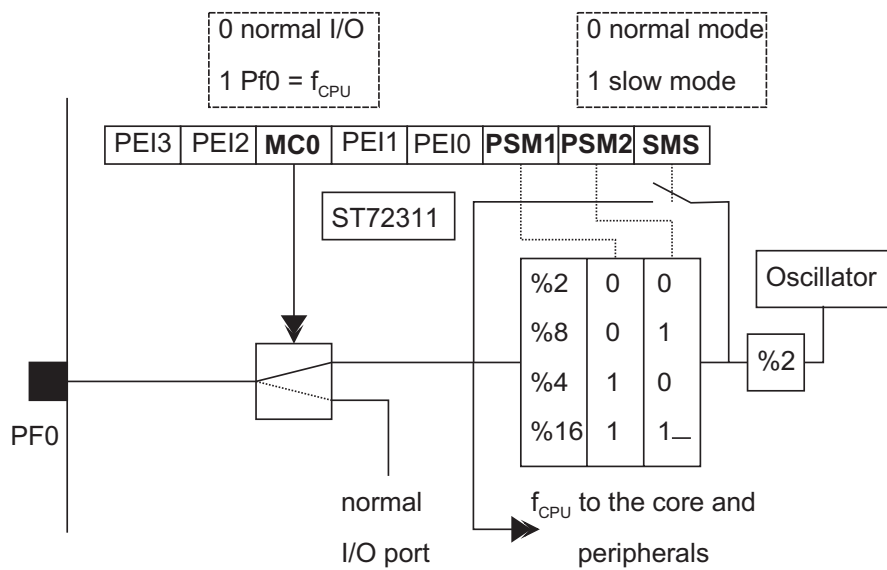 0 normal I/O
1 Pf0 = fCPU
0 normal mode
1 slow mode
PEI3 PEI2 MC0 PEI1 PEI0 PSM1 PSM2 SMS
ST72311
Oscillator
%2 0 0
%8 0 1
%4 1 0
%16 1 1
%2
PF0
normal
I/O port
fCPU to the core and
peripherals